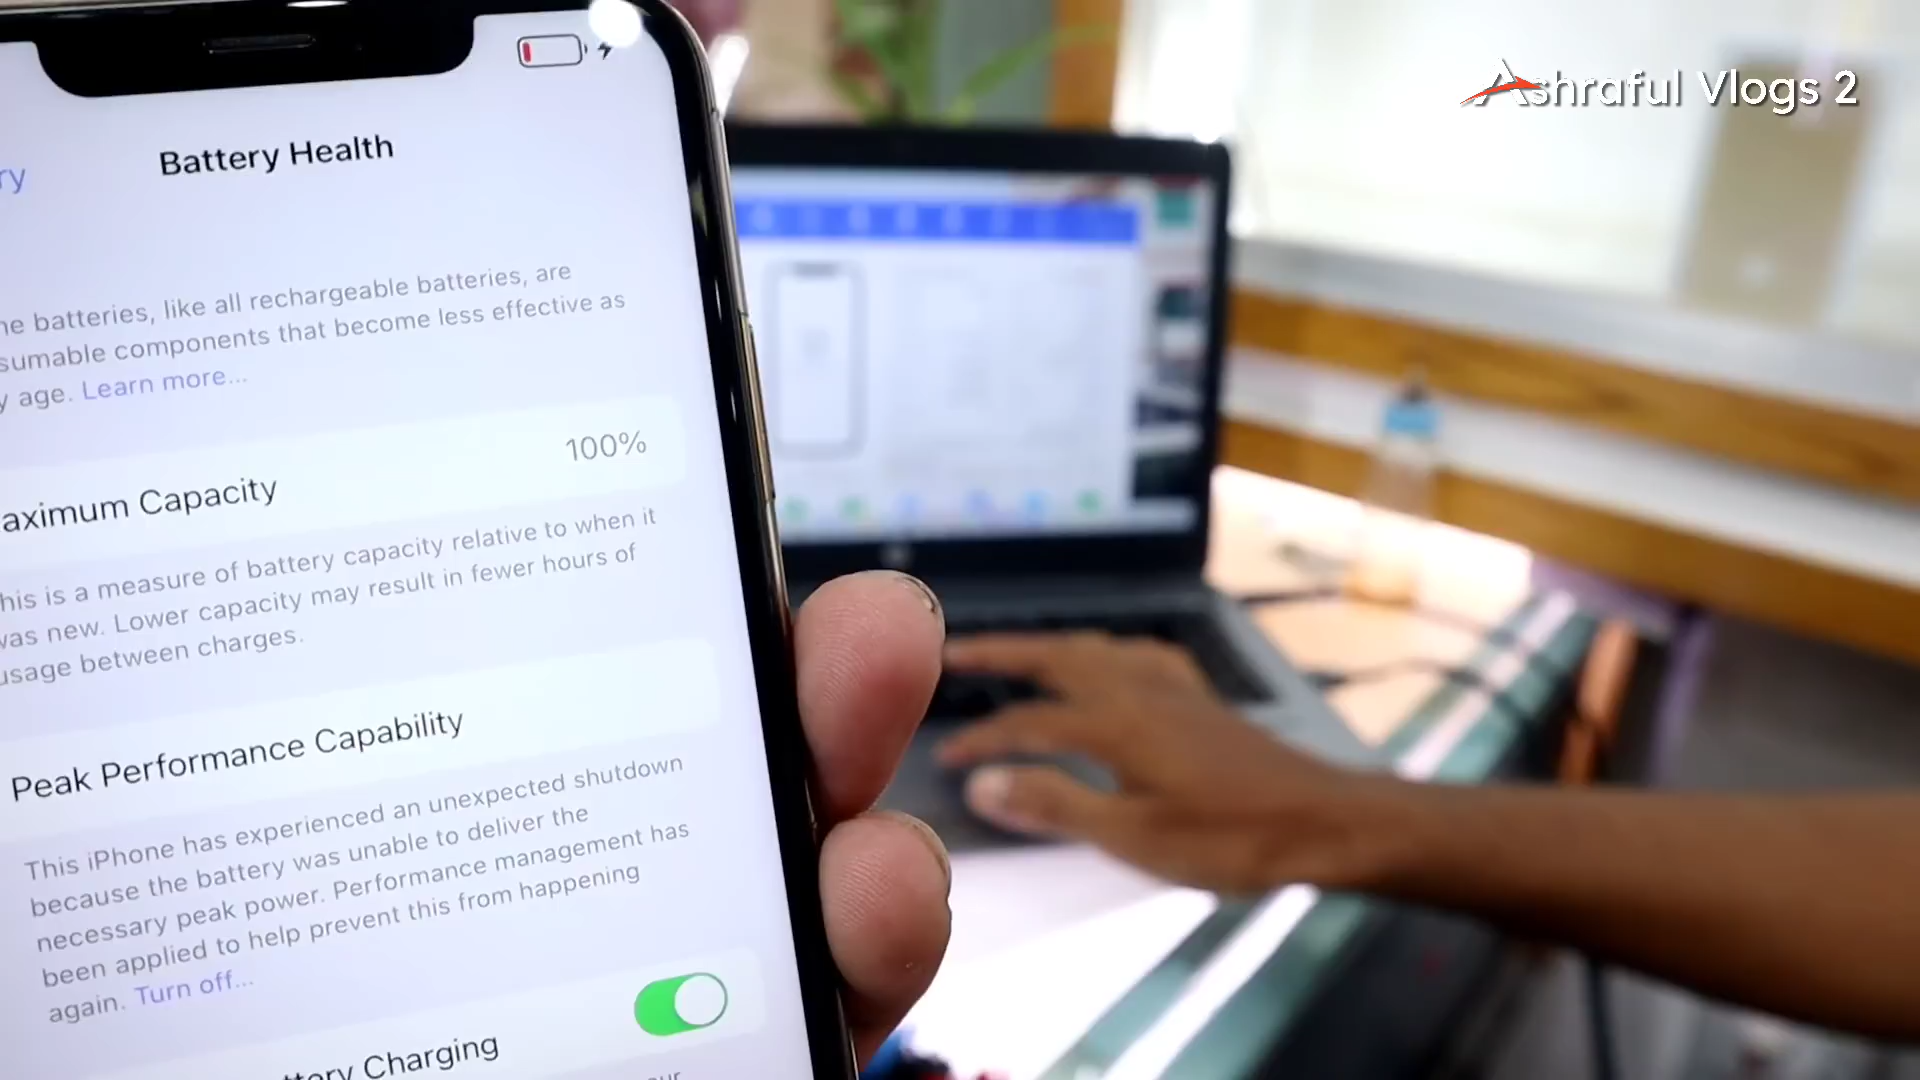 Ashraful Vlogs 2
ry
Battery Health
ne batteries, like all rechargeable batteries, are
sumable components that become less effective as
y age. Learn more...
aximum Capacity
100%
his is a measure of battery capacity relative to when it
was new. Lower capacity may result in fewer hours of
usage between charges.
Peak Performance Capability
This iPhone has experienced an unexpected shutdown
because the battery was unable to deliver the
necessary peak power. Performance management has
been applied to help prevent this from happening
again. Turn off...
ttery Charging